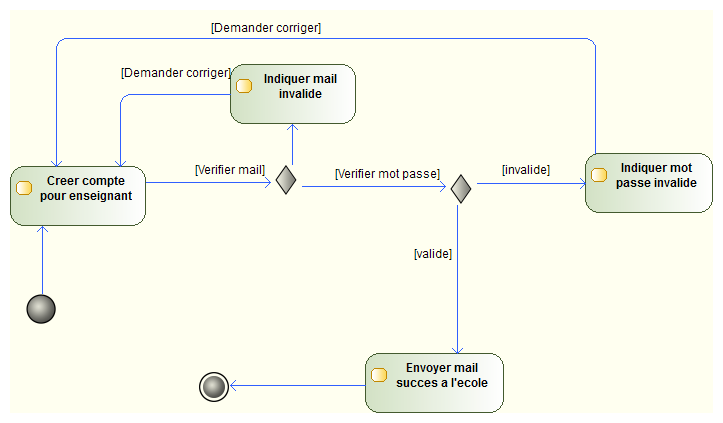 [Demander corriger]
[Demander corriger]
Indiquer mail
invalide
Creer compte
pour enseignant
[Verifier mail]
[Verifier mot passe]
[invalide]
Indiquer mot
passe invalide
[valide]
Envoyer mail
succes a l'ecole